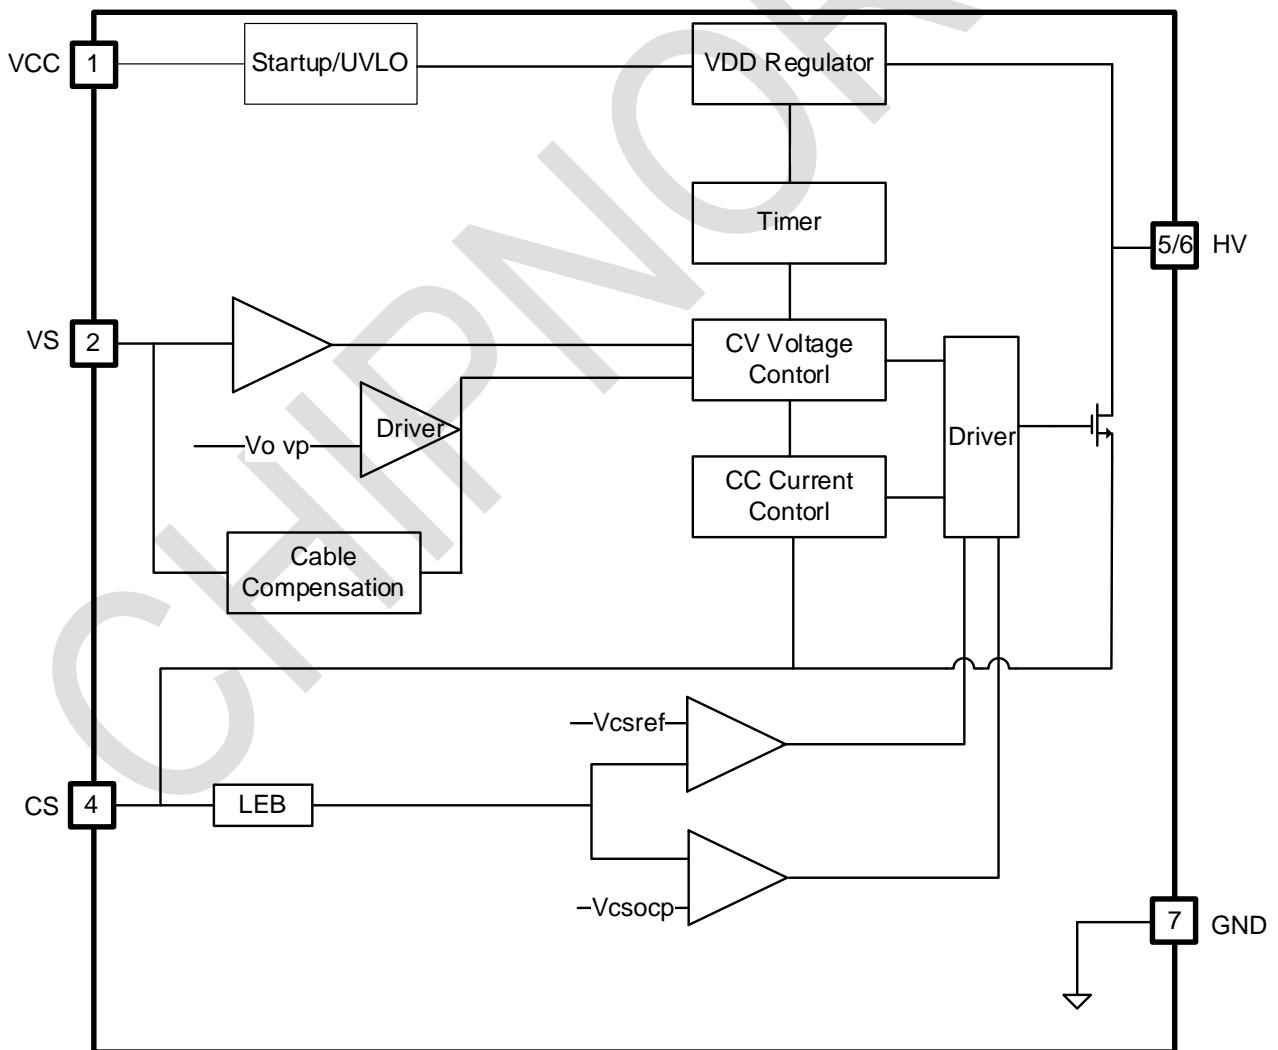 VCC
1
Startup/UVLO
VDD Regulator
Timer
5/6
HV
VS
2
CV Voltage
Contorl
Driver
Vo vp
Driver
CC Current
Contorl
Cable
Compensation
Vcsref
CS
4
LEB
Vcsocp
7
GND
CHIPNOR